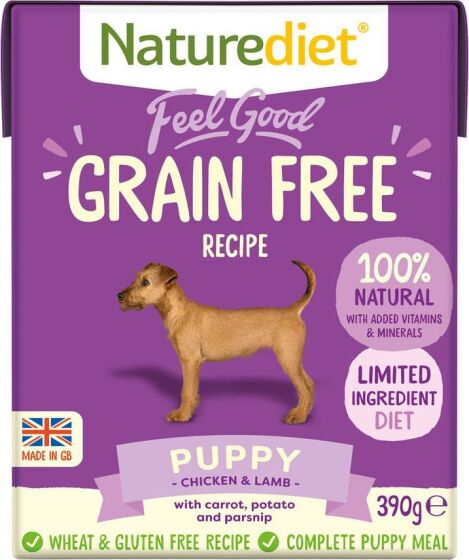 Naturediet®
Feel Good
GRAIN FREE
RECIPE
100%
NATURAL
WITH ADDED VITAMINS
& MINERALS
LIMITED
INGREDIENT
DIET
MADE IN GB
PUPPY
- CHICKEN & LAMB -
with carrot, potato
and parsnip
390g℮
WHEAT & GLUTEN FREE RECIPE
COMPLETE PUPPY MEAL